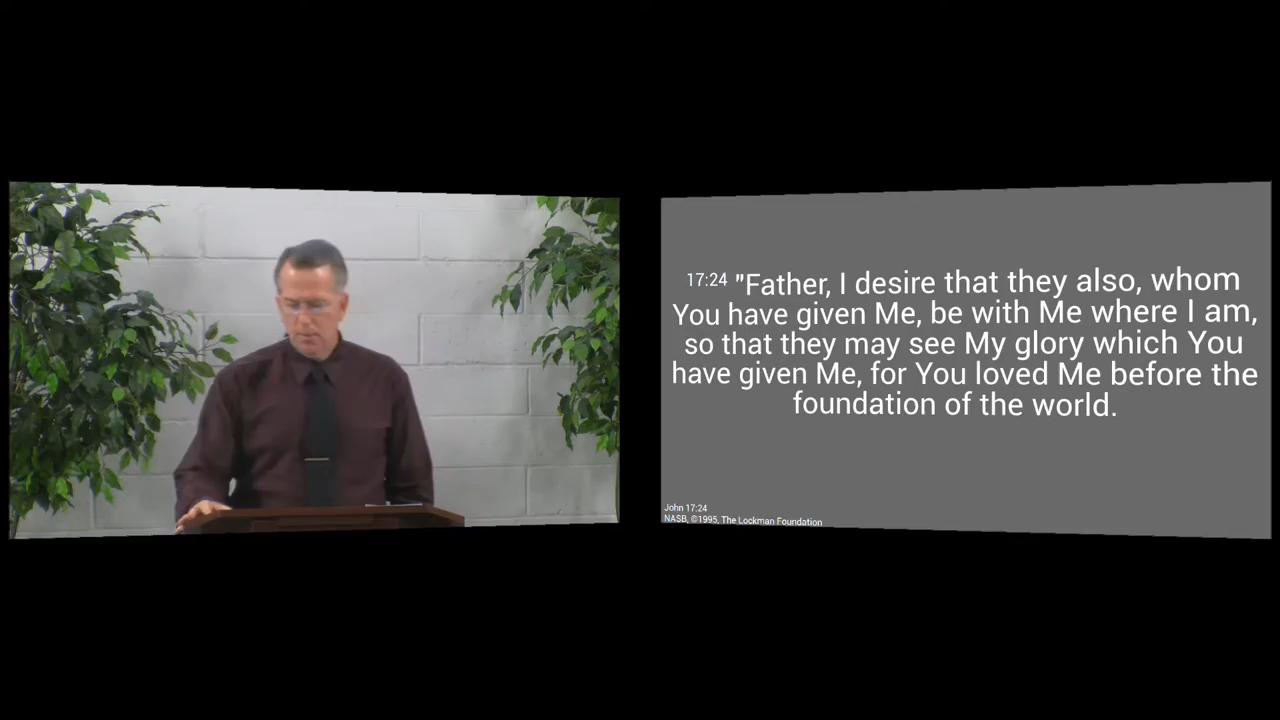 17:24 "Father, I desire that they also, whom
You have given Me, be with Me where I am,
so that they may see My glory which You
have given Me, for You loved Me before the
foundation of the world.
John 17:24
NASB, ©1995, The Lockman Foundation